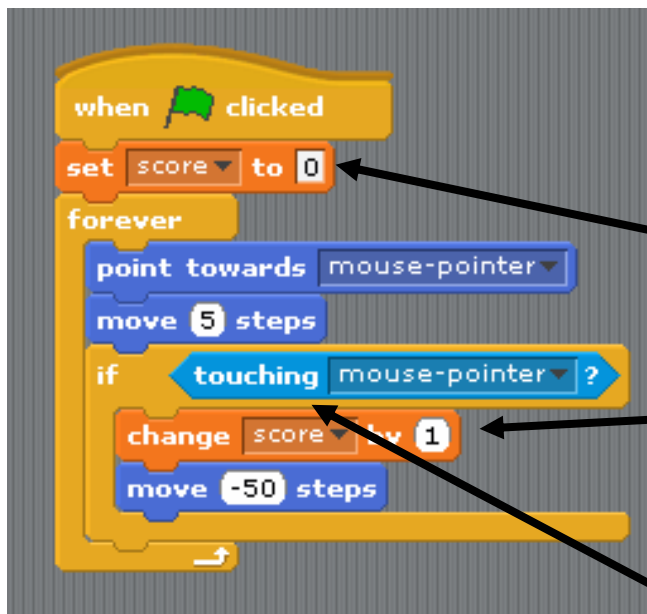 when clicked
set score to 0
forever
point towards mouse-pointer
move 5 steps
if touching mouse-pointer ?
change score by 1
move -50 steps